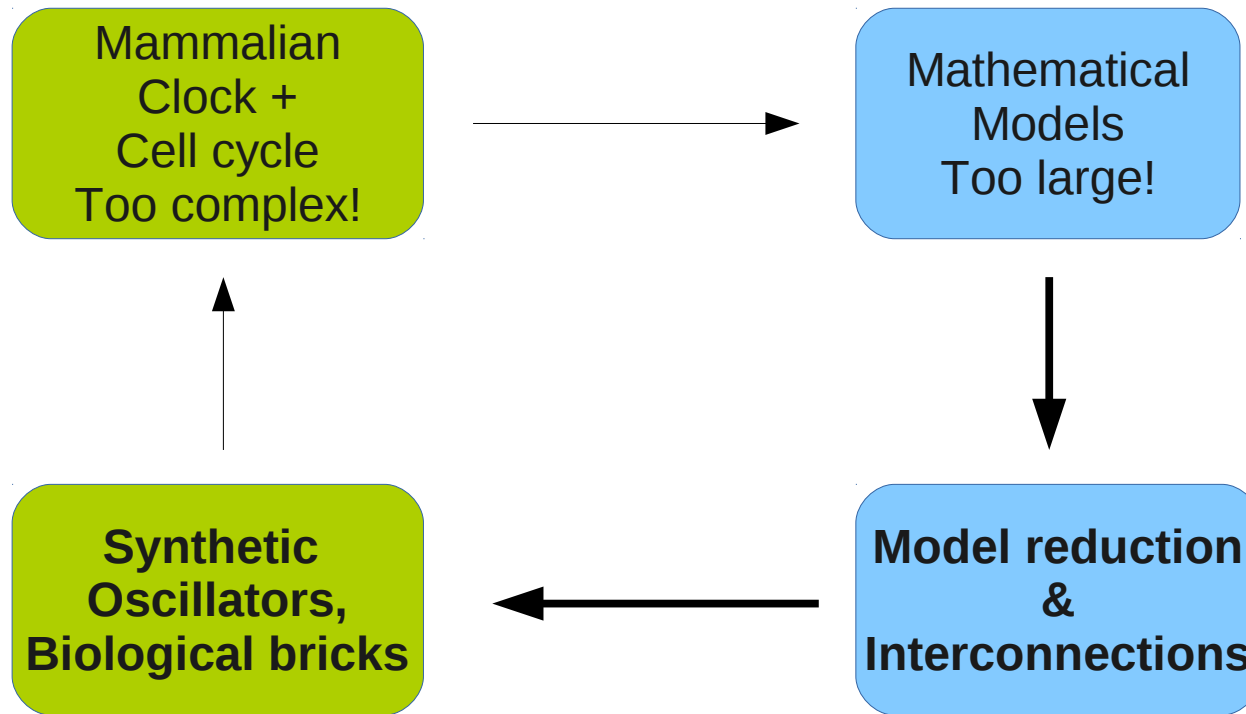 Mammalian
Clock +
Cell cycle
Too complex!
Mathematical
Models
Too large!
Synthetic
Oscillators,
Biological bricks
Model reduction
&
Interconnections